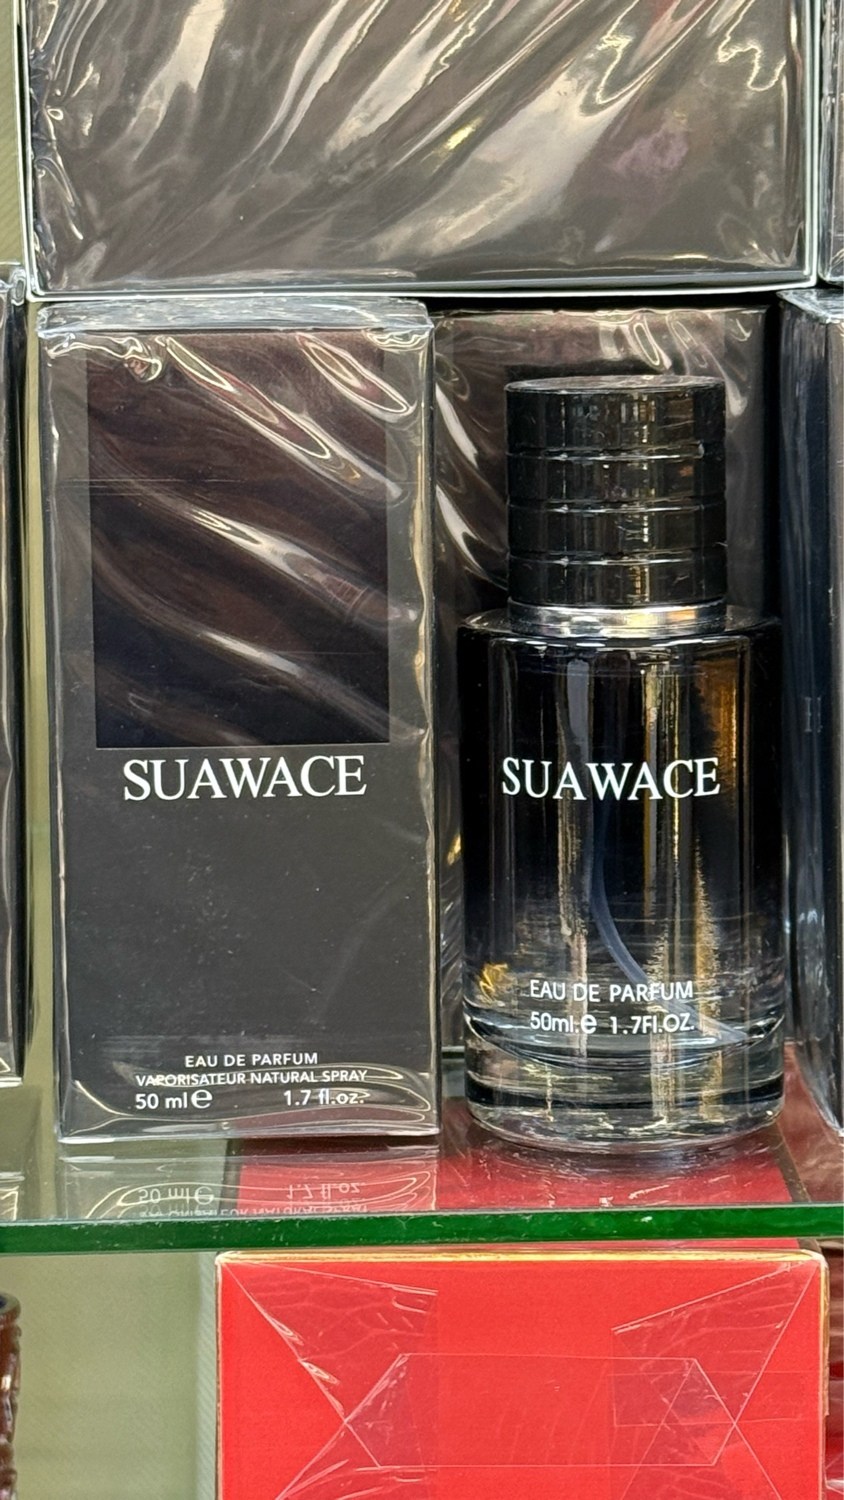 SUAWACE
EAU DE PARFUM
VAPORISATEUR NATURAL SPRAY
50 ml e 1.7 fl.oz.
SUAWACE
EAU DE PARFUM
50ml.e 1.7Fl.OZ.